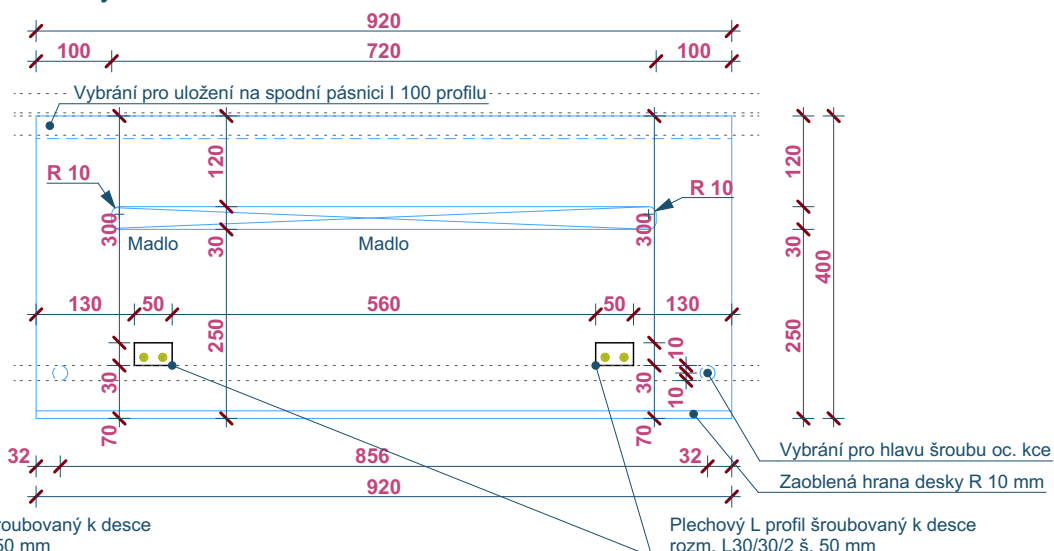 920
100 720 100
Vybrání pro uložení na spodní pásnici I 100 profilu
120
120
R 10
R 10
300
300
30
30
400
Madlo
Madlo
130 50 560 50 130
250
250
10
30
30
10
70
70
32 856 32
Vybrání pro hlavu šroubu oc. kce
920
Zaoblená hrana desky R 10 mm
roubovaný k desce
50 mm
Plechový L profil šroubovaný k desce
rozm. L30/30/2 š. 50 mm